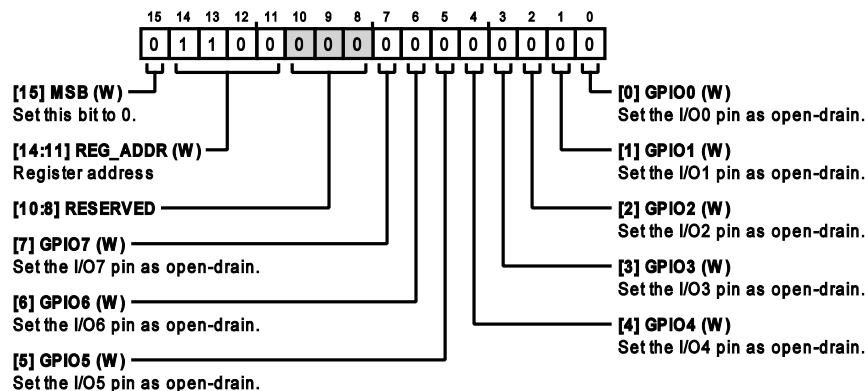 15 14 13 12 11 10 9 8 7 6 5 4 3 2 1 0
0 1 1 0 0 0 0 0 0 0 0 0 0 0 0 0
[15] MSB (W)
Set this bit to 0.
[14:11] REG_ADDR (W)
Register address
[10:8] RESERVED
[7] GPIO7 (W)
Set the I/O7 pin as open-drain.
[6] GPIO6 (W)
Set the I/O6 pin as open-drain.
[5] GPIO5 (W)
Set the I/O5 pin as open-drain.
[0] GPIO0 (W)
Set the I/O0 pin as open-drain.
[1] GPIO1 (W)
Set the I/O1 pin as open-drain.
[2] GPIO2 (W)
Set the I/O2 pin as open-drain.
[3] GPIO3 (W)
Set the I/O3 pin as open-drain.
[4] GPIO4 (W)
Set the I/O4 pin as open-drain.